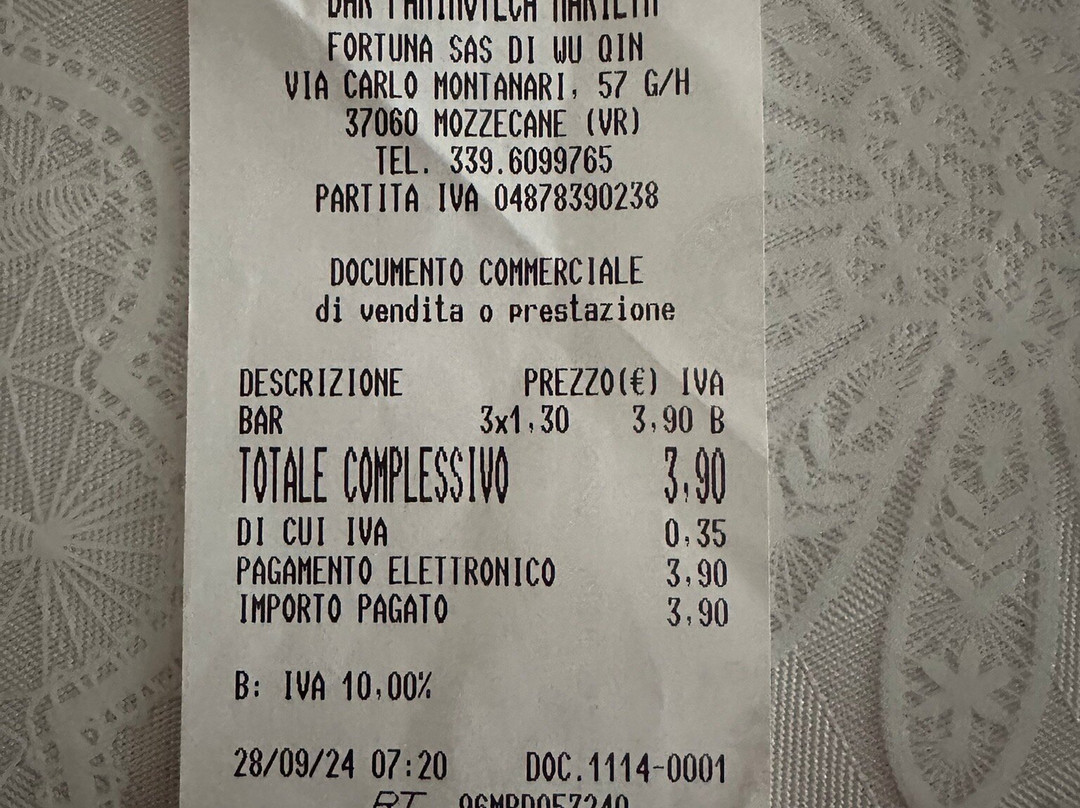 BAR
FORTUNA SAS DI WU QIN
VIA CARLO MONTANARI, 57 G/H
37060 MOZZECANE (VR)
TEL. 339.6099765
PARTITA IVA 04878390238
DOCUMENTO COMMERCIALE
di vendita o prestazione
DESCRIZIONE PREZZO(€) IVA
BAR 3x1,30 3,90 B
TOTALE COMPLESSIVO 3,90
DI CUI IVA 0,35
PAGAMENTO ELETTRONICO 3,90
IMPORTO PAGATO 3,90
B: IVA 10,00%
28/09/24 07:20 DOC.1114-0001
RT